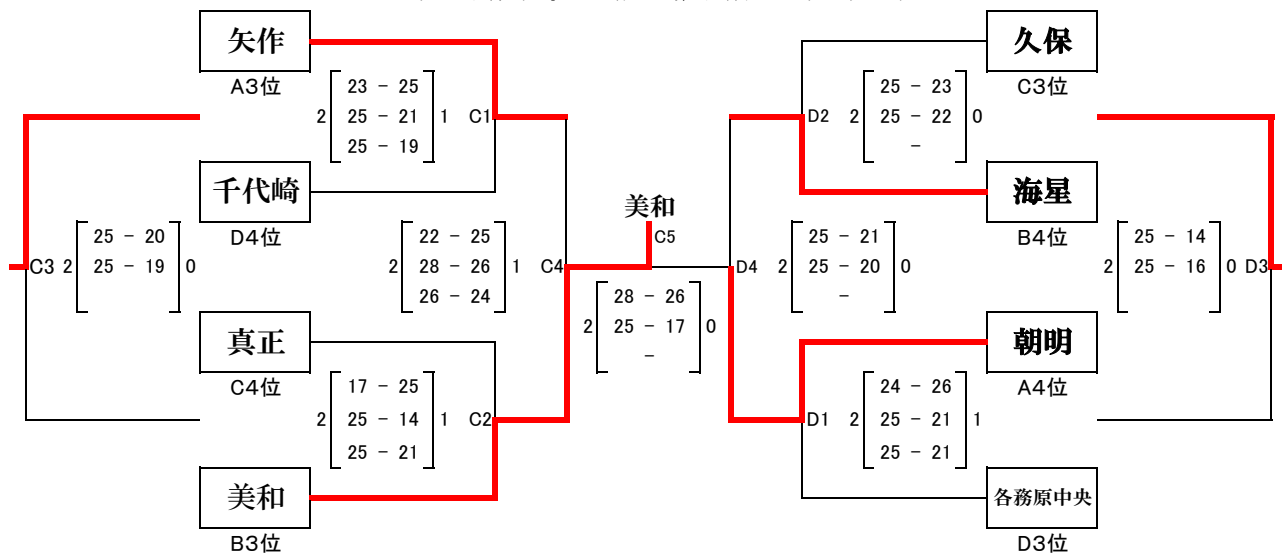 矢作
A3位
23 - 25
2 25 - 21 1 C1
25 - 19
千代崎
D4位
C3 2 25 - 20 0
25 - 19
22 - 25
2 28 - 26 1 C4
26 - 24
真正
C4位
17 - 25
2 25 - 14 1 C2
25 - 21
美和
B3位
美和
C5
28 - 26
2 25 - 17 0
-
久保
C3位
25 - 23
D2 2 25 - 22 0
-
海星
B4位
25 - 21
D4 2 25 - 20 0
-
25 - 14
2 25 - 16 0 D3
朝明
A4位
24 - 26
D1 2 25 - 21 1
25 - 21
各務原中央
D3位